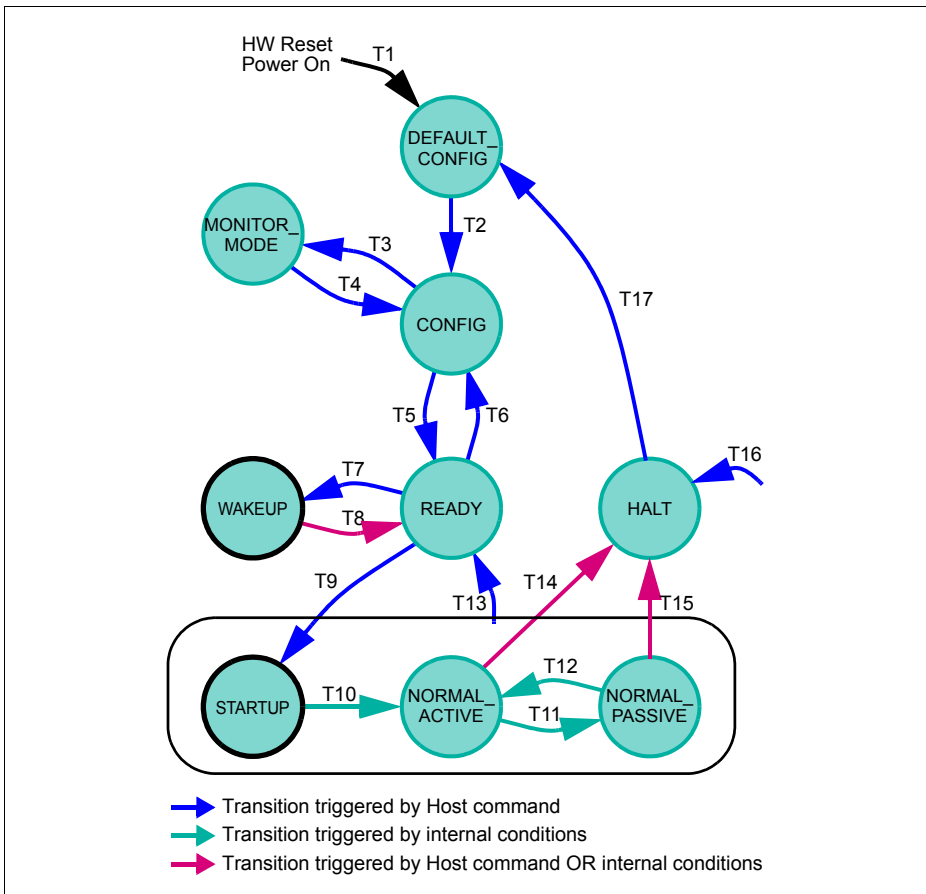 HW Reset
Power On
T1
DEFAULT_
CONFIG
T2
MONITOR_
MODE
T3
T4
CONFIG
T17
T5
T6
T16
T7
WAKEUP
T8
READY
HALT
T9
T13
T14
T15
STARTUP
T10
NORMAL_
ACTIVE
T12
T11
NORMAL_
PASSIVE
Transition triggered by Host command
Transition triggered by internal conditions
Transition triggered by Host command OR internal conditions